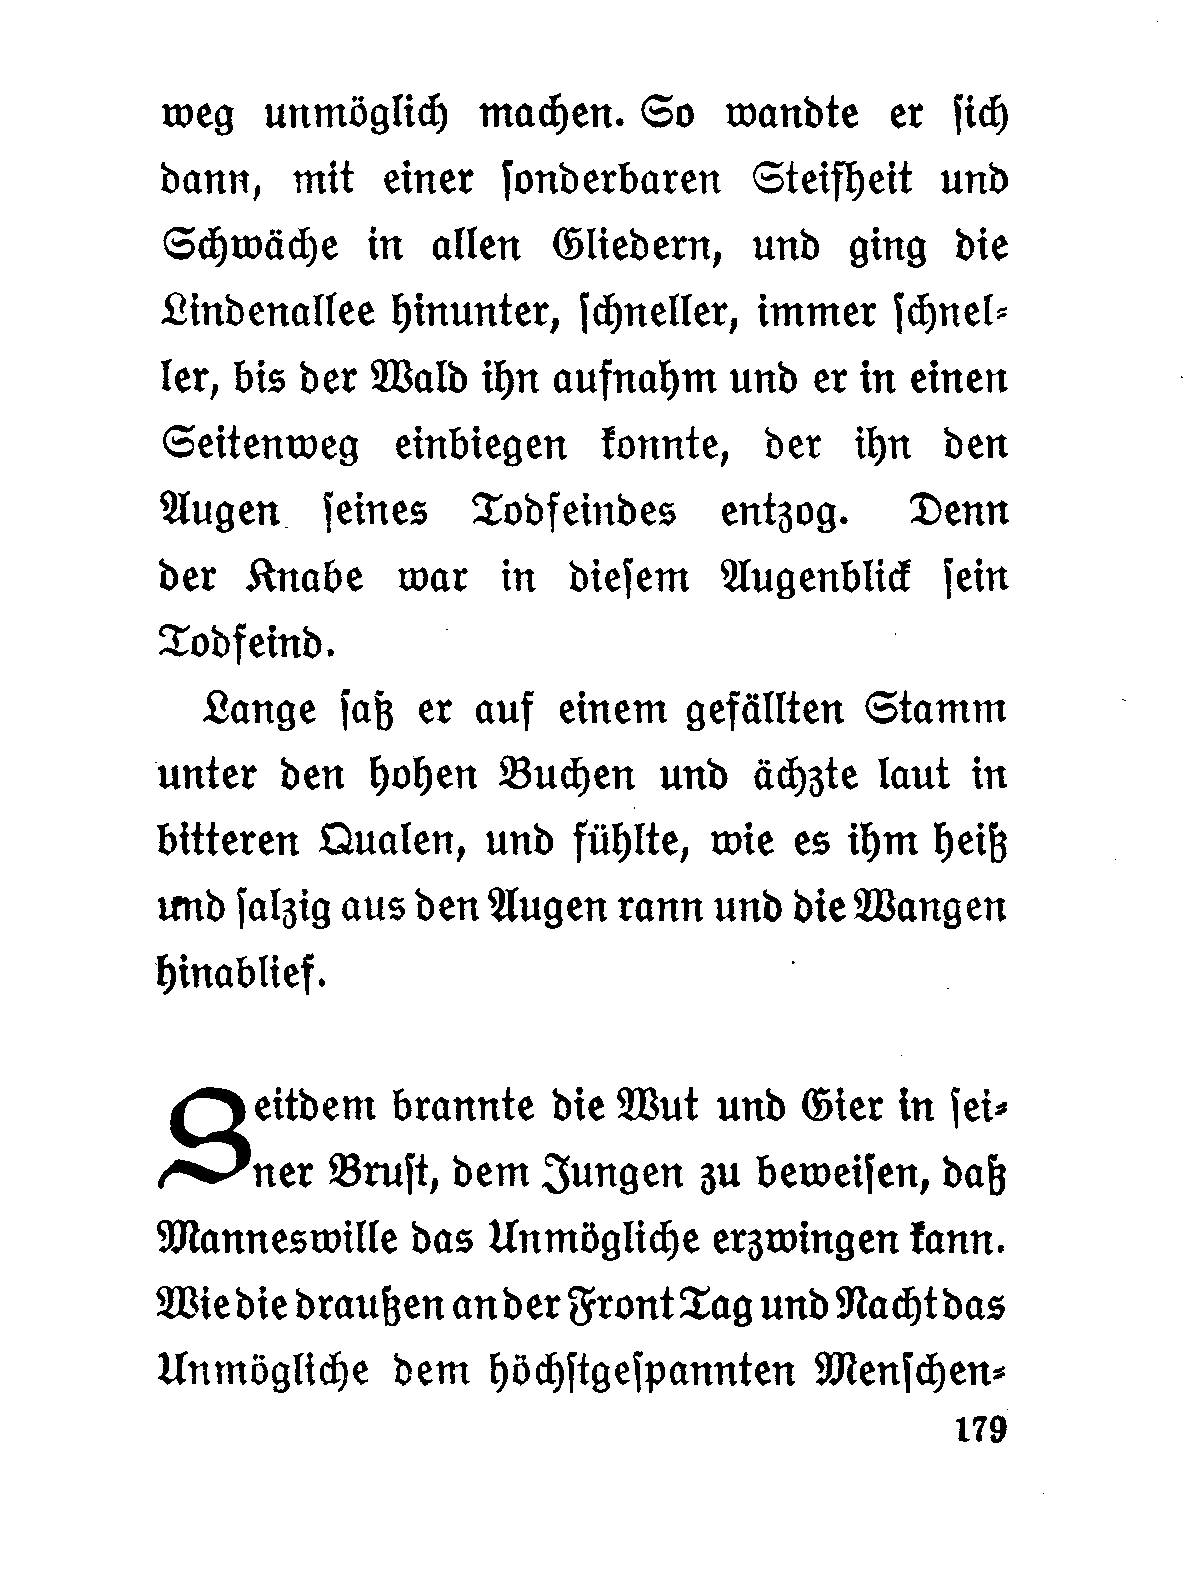 weg unmöglich machen. So wandte er ſich
dann, mit einer ſonderbaren Steifheit und
Schwäche in allen Gliedern, und ging die
Lindenallee hinunter, ſchneller, immer ſchnel-
ler, bis der Wald ihn aufnahm und er in einen
Seitenweg einbiegen konnte, der ihn den
Augen ſeines Todfeindes entzog. Denn
der Knabe war in dieſem Augenblick ſein
Todfeind.
Lange ſaß er auf einem gefällten Stamm
unter den hohen Buchen und ächzte laut in
bitteren Qualen, und fühlte, wie es ihm heiß
und ſalzig aus den Augen rann und die Wangen
hinablief.
Seitdem brannte die Wut und Gier in ſei-
ner Bruſt, dem Jungen zu beweiſen, daß
Manneswille das Unmögliche erzwingen kann.
Wie die draußen an der Front Tag und Nacht das
Unmögliche dem höchſtgeſpannten Menſchen-
179